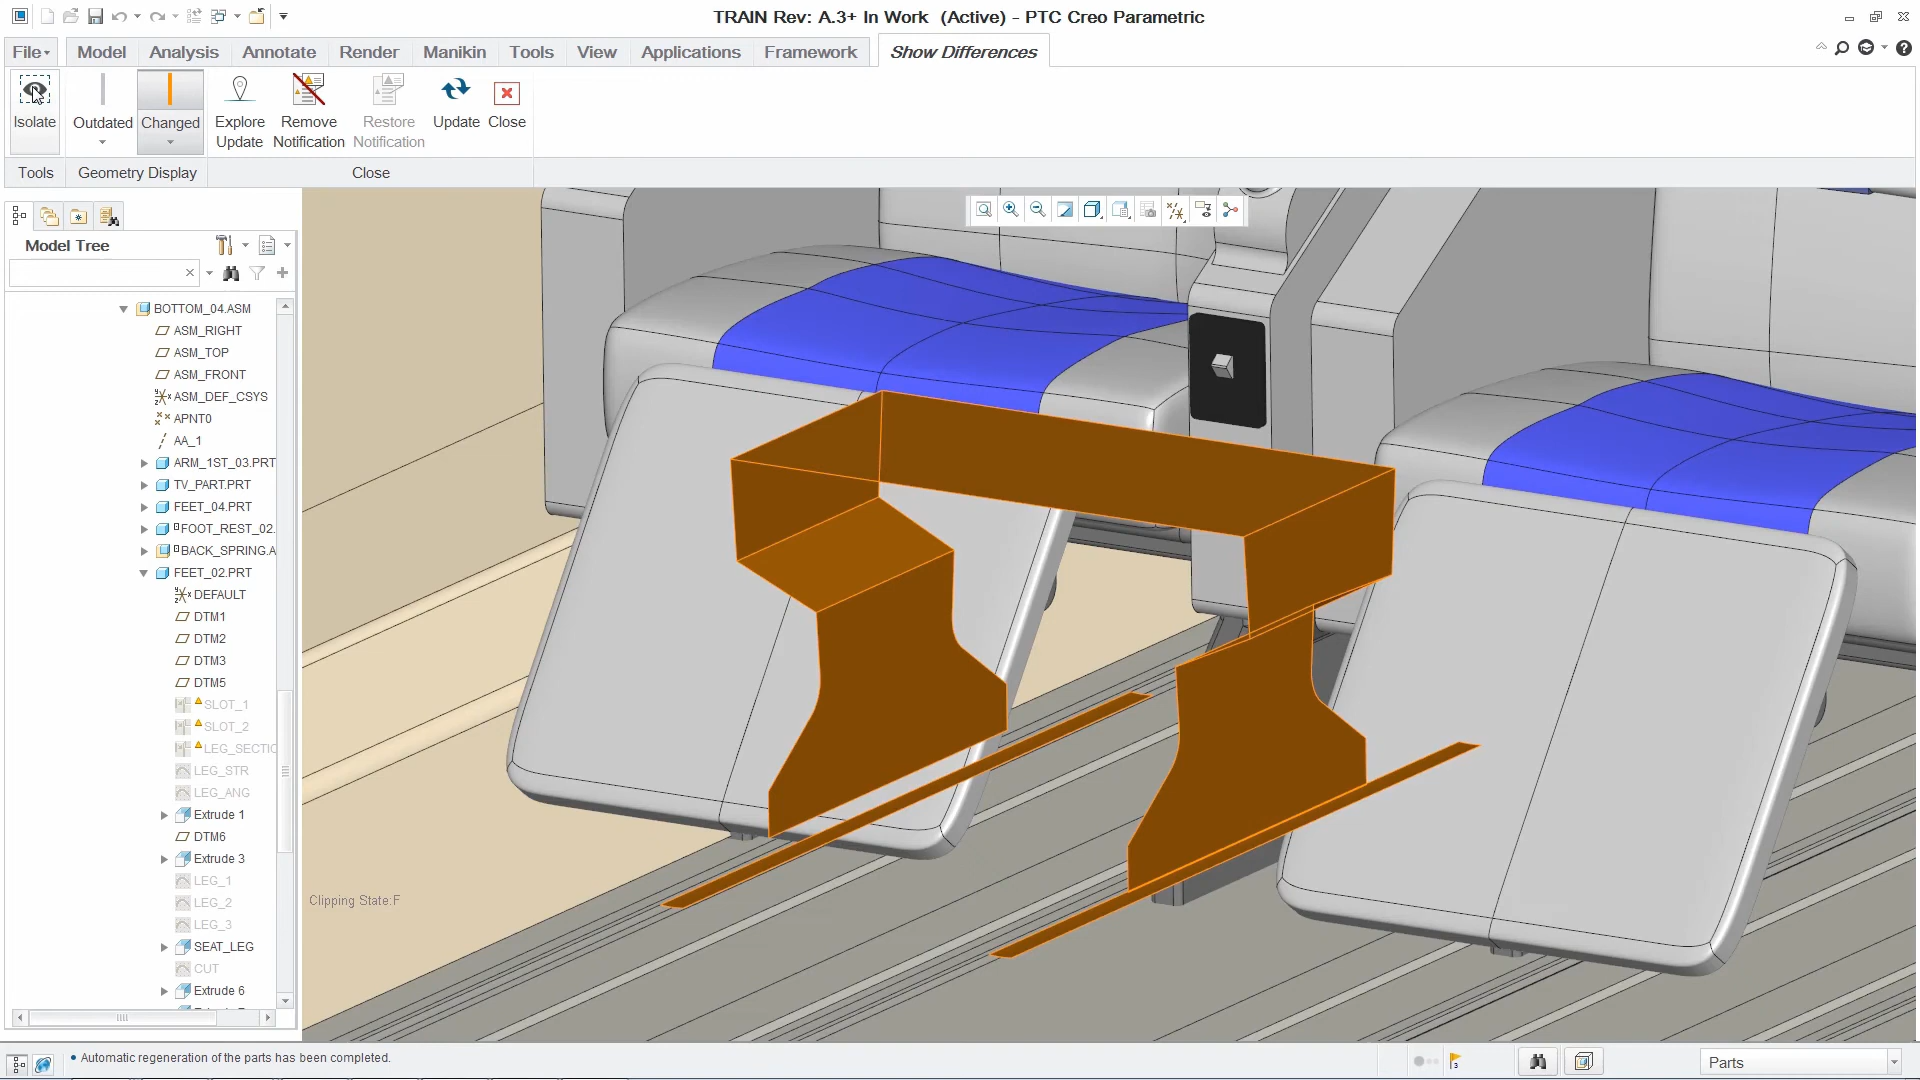 TRAIN Rev: A.3+ In Work (Active) - PTC Creo Parametric
File Model Analysis Annotate Render Manikin Tools View Applications Framework Show Differences
Isolate Outdated Changed Explore Update Remove Notification Restore Notification Update Close
Tools Geometry Display Close
Model Tree
BOTTOM_04.ASM
ASM_RIGHT
ASM_TOP
ASM_FRONT
ASM_DEF_CSYS
APNT0
AA_1
ARM_1ST_03.PRT
TV_PART.PRT
FEET_04.PRT
FOOT_REST_02.
BACK_SPRING.A
FEET_02.PRT
DEFAULT
DTM1
DTM2
DTM3
DTM5
SLOT_1
SLOT_2
LEG_SECTIO
LEG_STR
LEG_ANG
Extrude 1
DTM6
Extrude 3
LEG_1
LEG_2
LEG_3
SEAT_LEG
CUT
Extrude 6
Clipping State:F
Automatic regeneration of the parts has been completed.
3
Parts